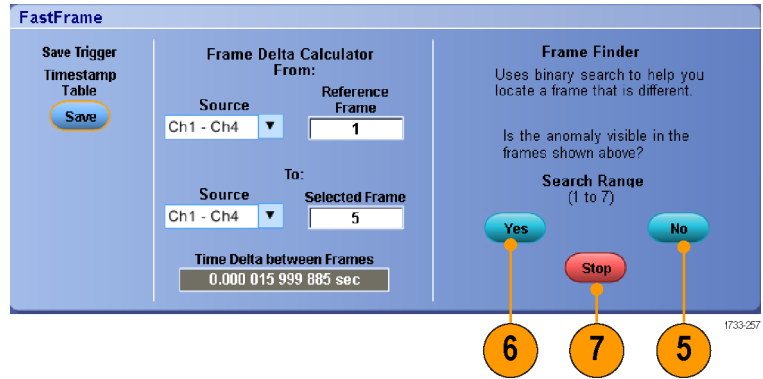 FastFrame
Save Trigger
Timestamp
Table
Save
Frame Delta Calculator
From:
Source
Reference
Frame
Ch1 - Ch4
1
To:
Source
Selected Frame
Ch1 - Ch4
5
Time Delta between Frames
0.000 015 999 885 sec
Frame Finder
Uses binary search to help you
locate a frame that is different.
Is the anomaly visible in the
frames shown above?
Search Range
(1 to 7)
Yes
No
Stop
6
7
5
1733-257